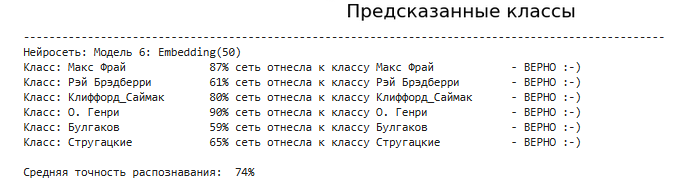 Предсказанные классы
------------------------------------------------------------------------------------------
Нейросеть: Модель 6: Embedding(50)
Класс: Макс Фрай 87% сеть отнесла к классу Макс Фрай - ВЕРНО :-)
Класс: Рэй Брэдберри 61% сеть отнесла к классу Рэй Брэдберри - ВЕРНО :-)
Класс: Клиффорд_Саймак 80% сеть отнесла к классу Клиффорд_Саймак - ВЕРНО :-)
Класс: О. Генри 90% сеть отнесла к классу О. Генри - ВЕРНО :-)
Класс: Булгаков 59% сеть отнесла к классу Булгаков - ВЕРНО :-)
Класс: Стругацкие 65% сеть отнесла к классу Стругацкие - ВЕРНО :-)
Средняя точность распознавания: 74%